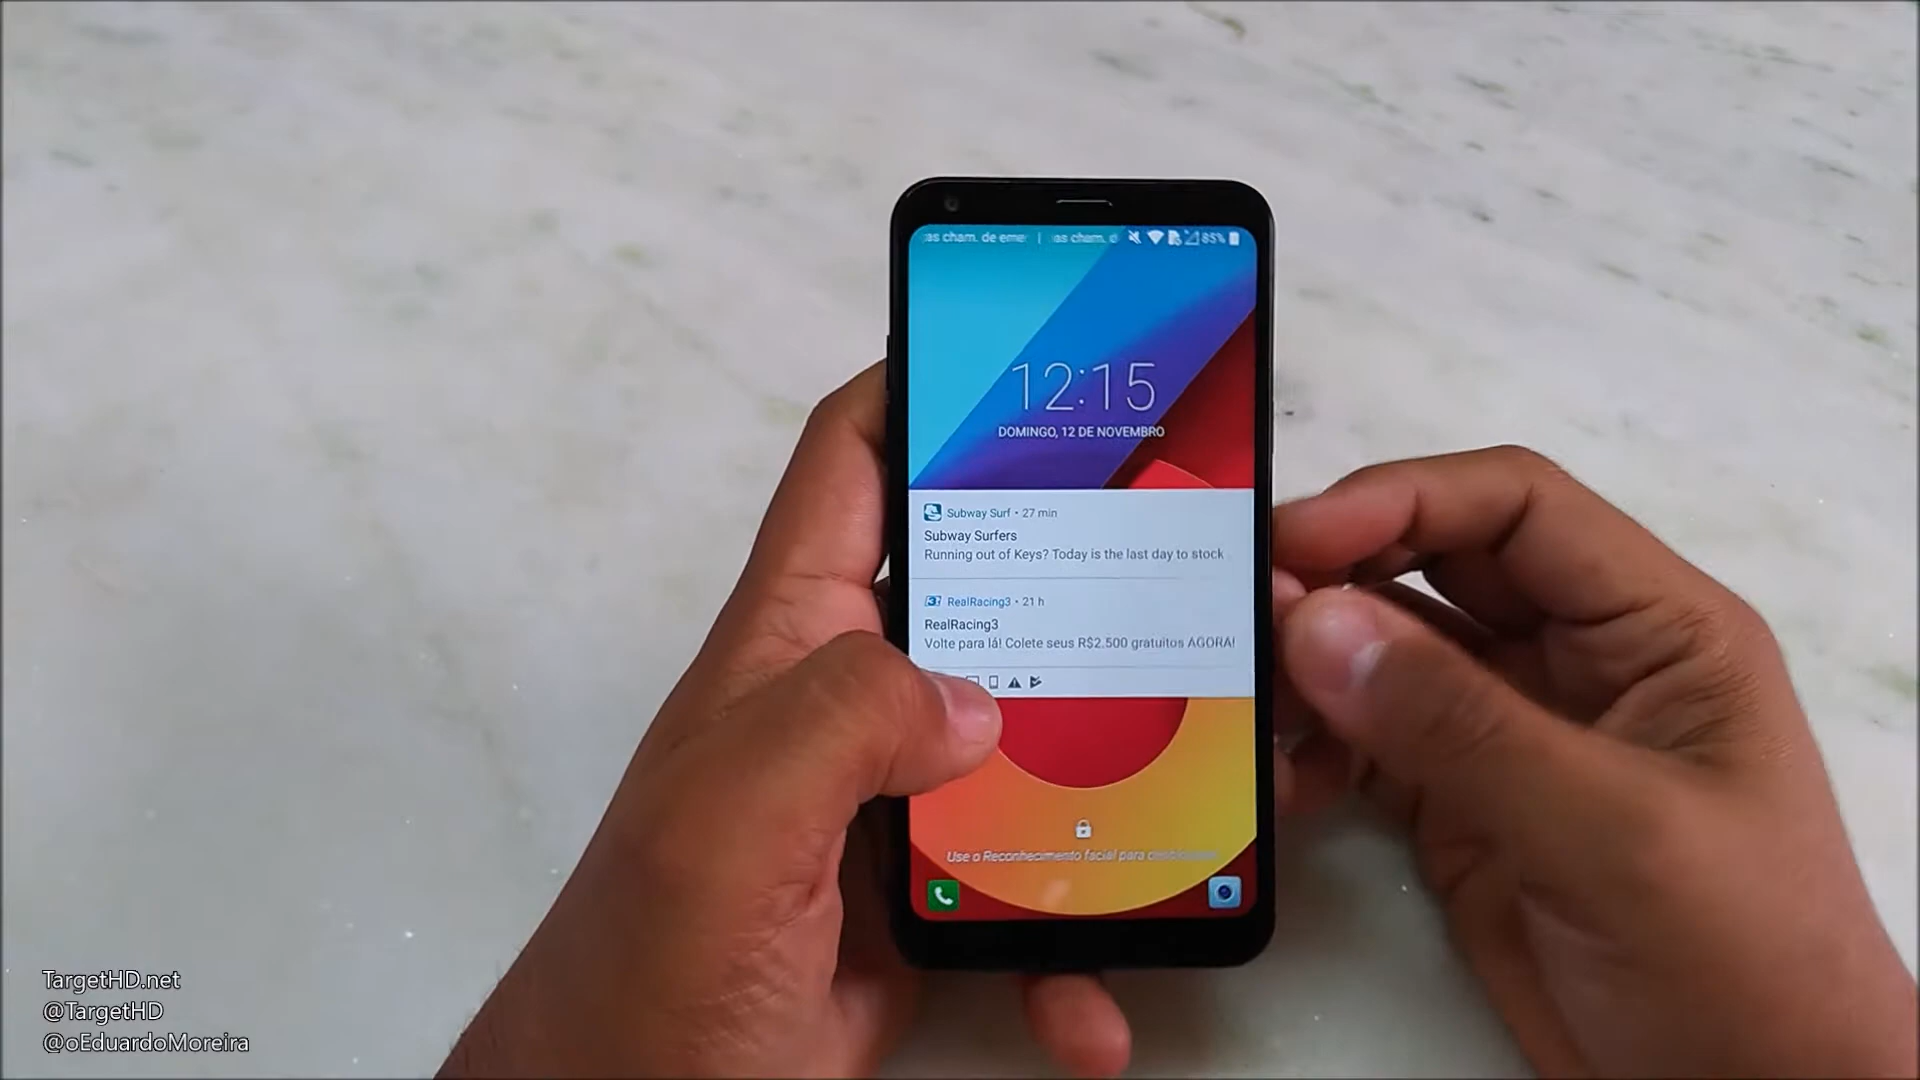 as cham. de eme | as cham. d 85%
12:15
DOMINGO, 12 DE NOVEMBRO
Subway Surf • 27 min
Subway Surfers
Running out of Keys? Today is the last day to stock
RealRacing3 • 21 h
RealRacing3
Volte para lá! Colete seus R$2.500 gratuitos AGORA!
Use o Reconhecimento facial para
TargetHD.net
@TargetHD
@oEduardoMoreira